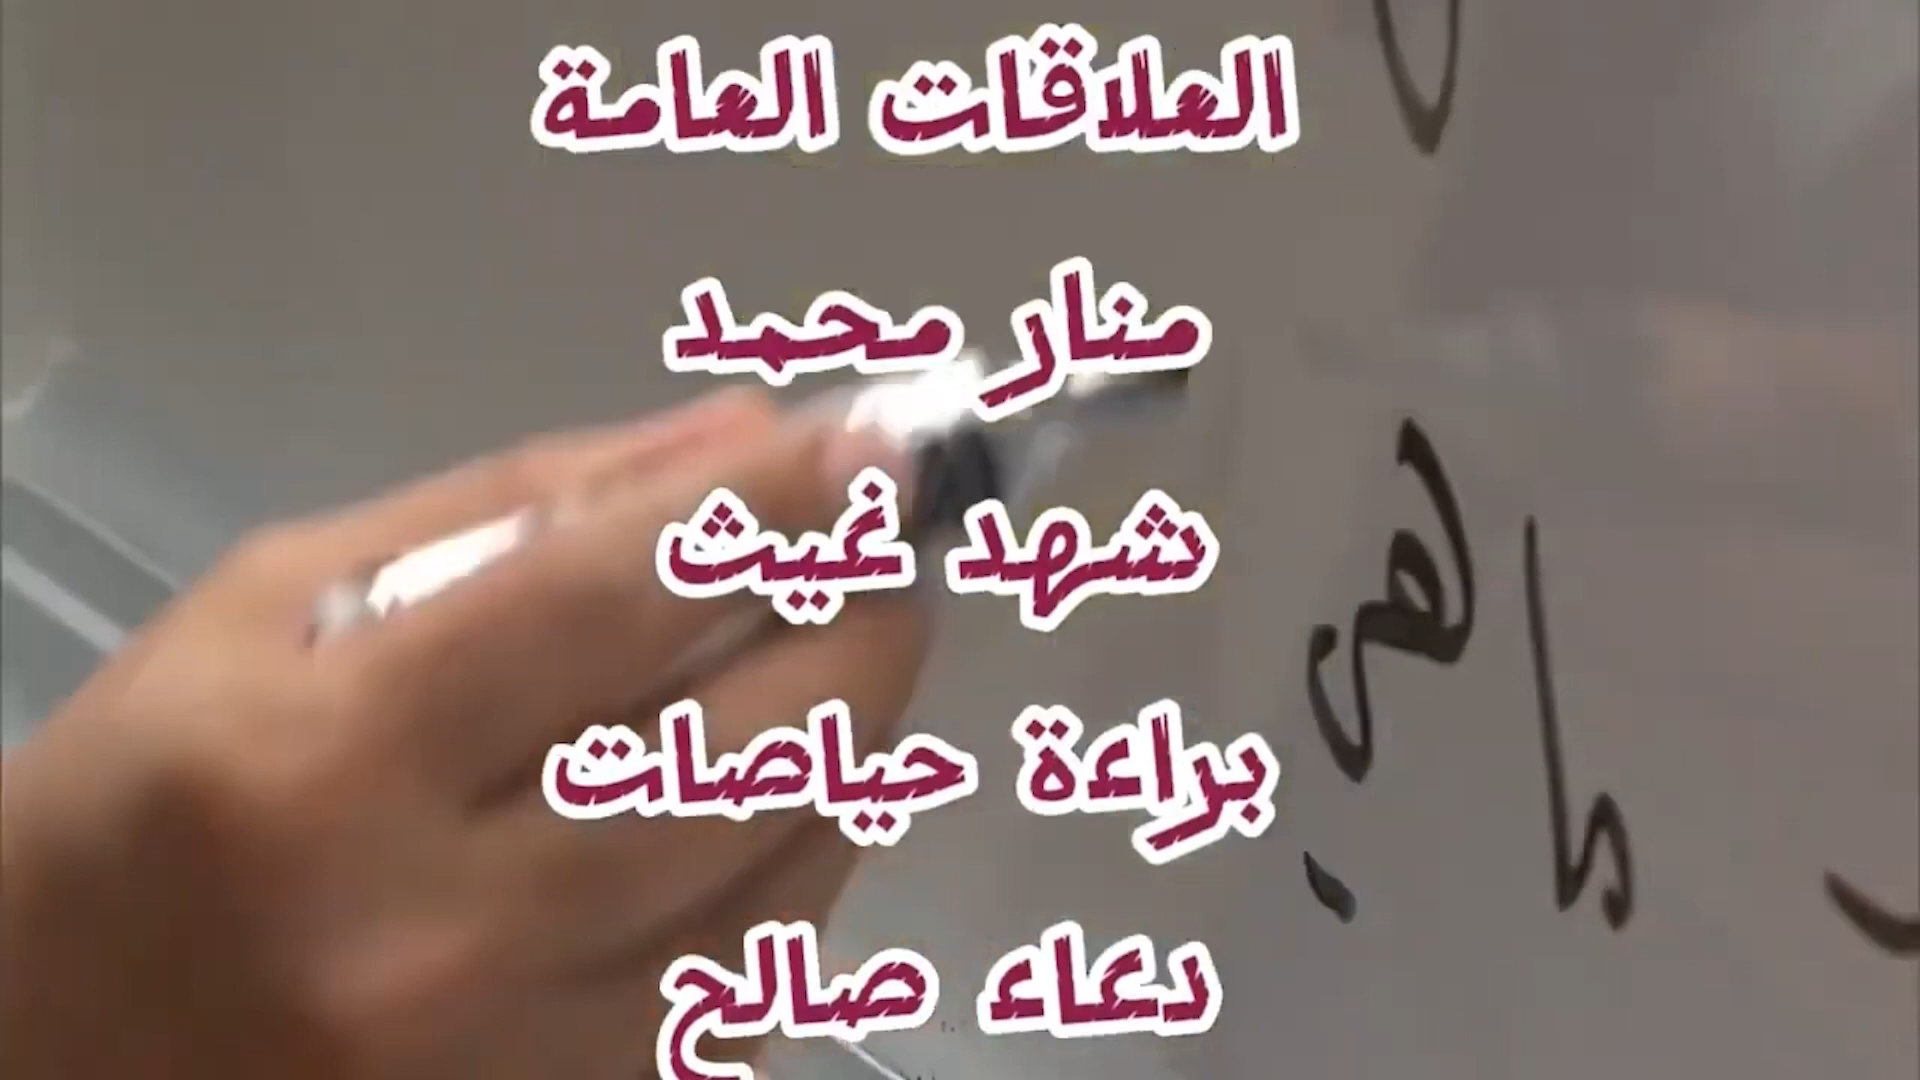 العلاقات العامة
منار محمد
شهد غيث
براءة حياصات
دعاء صالح